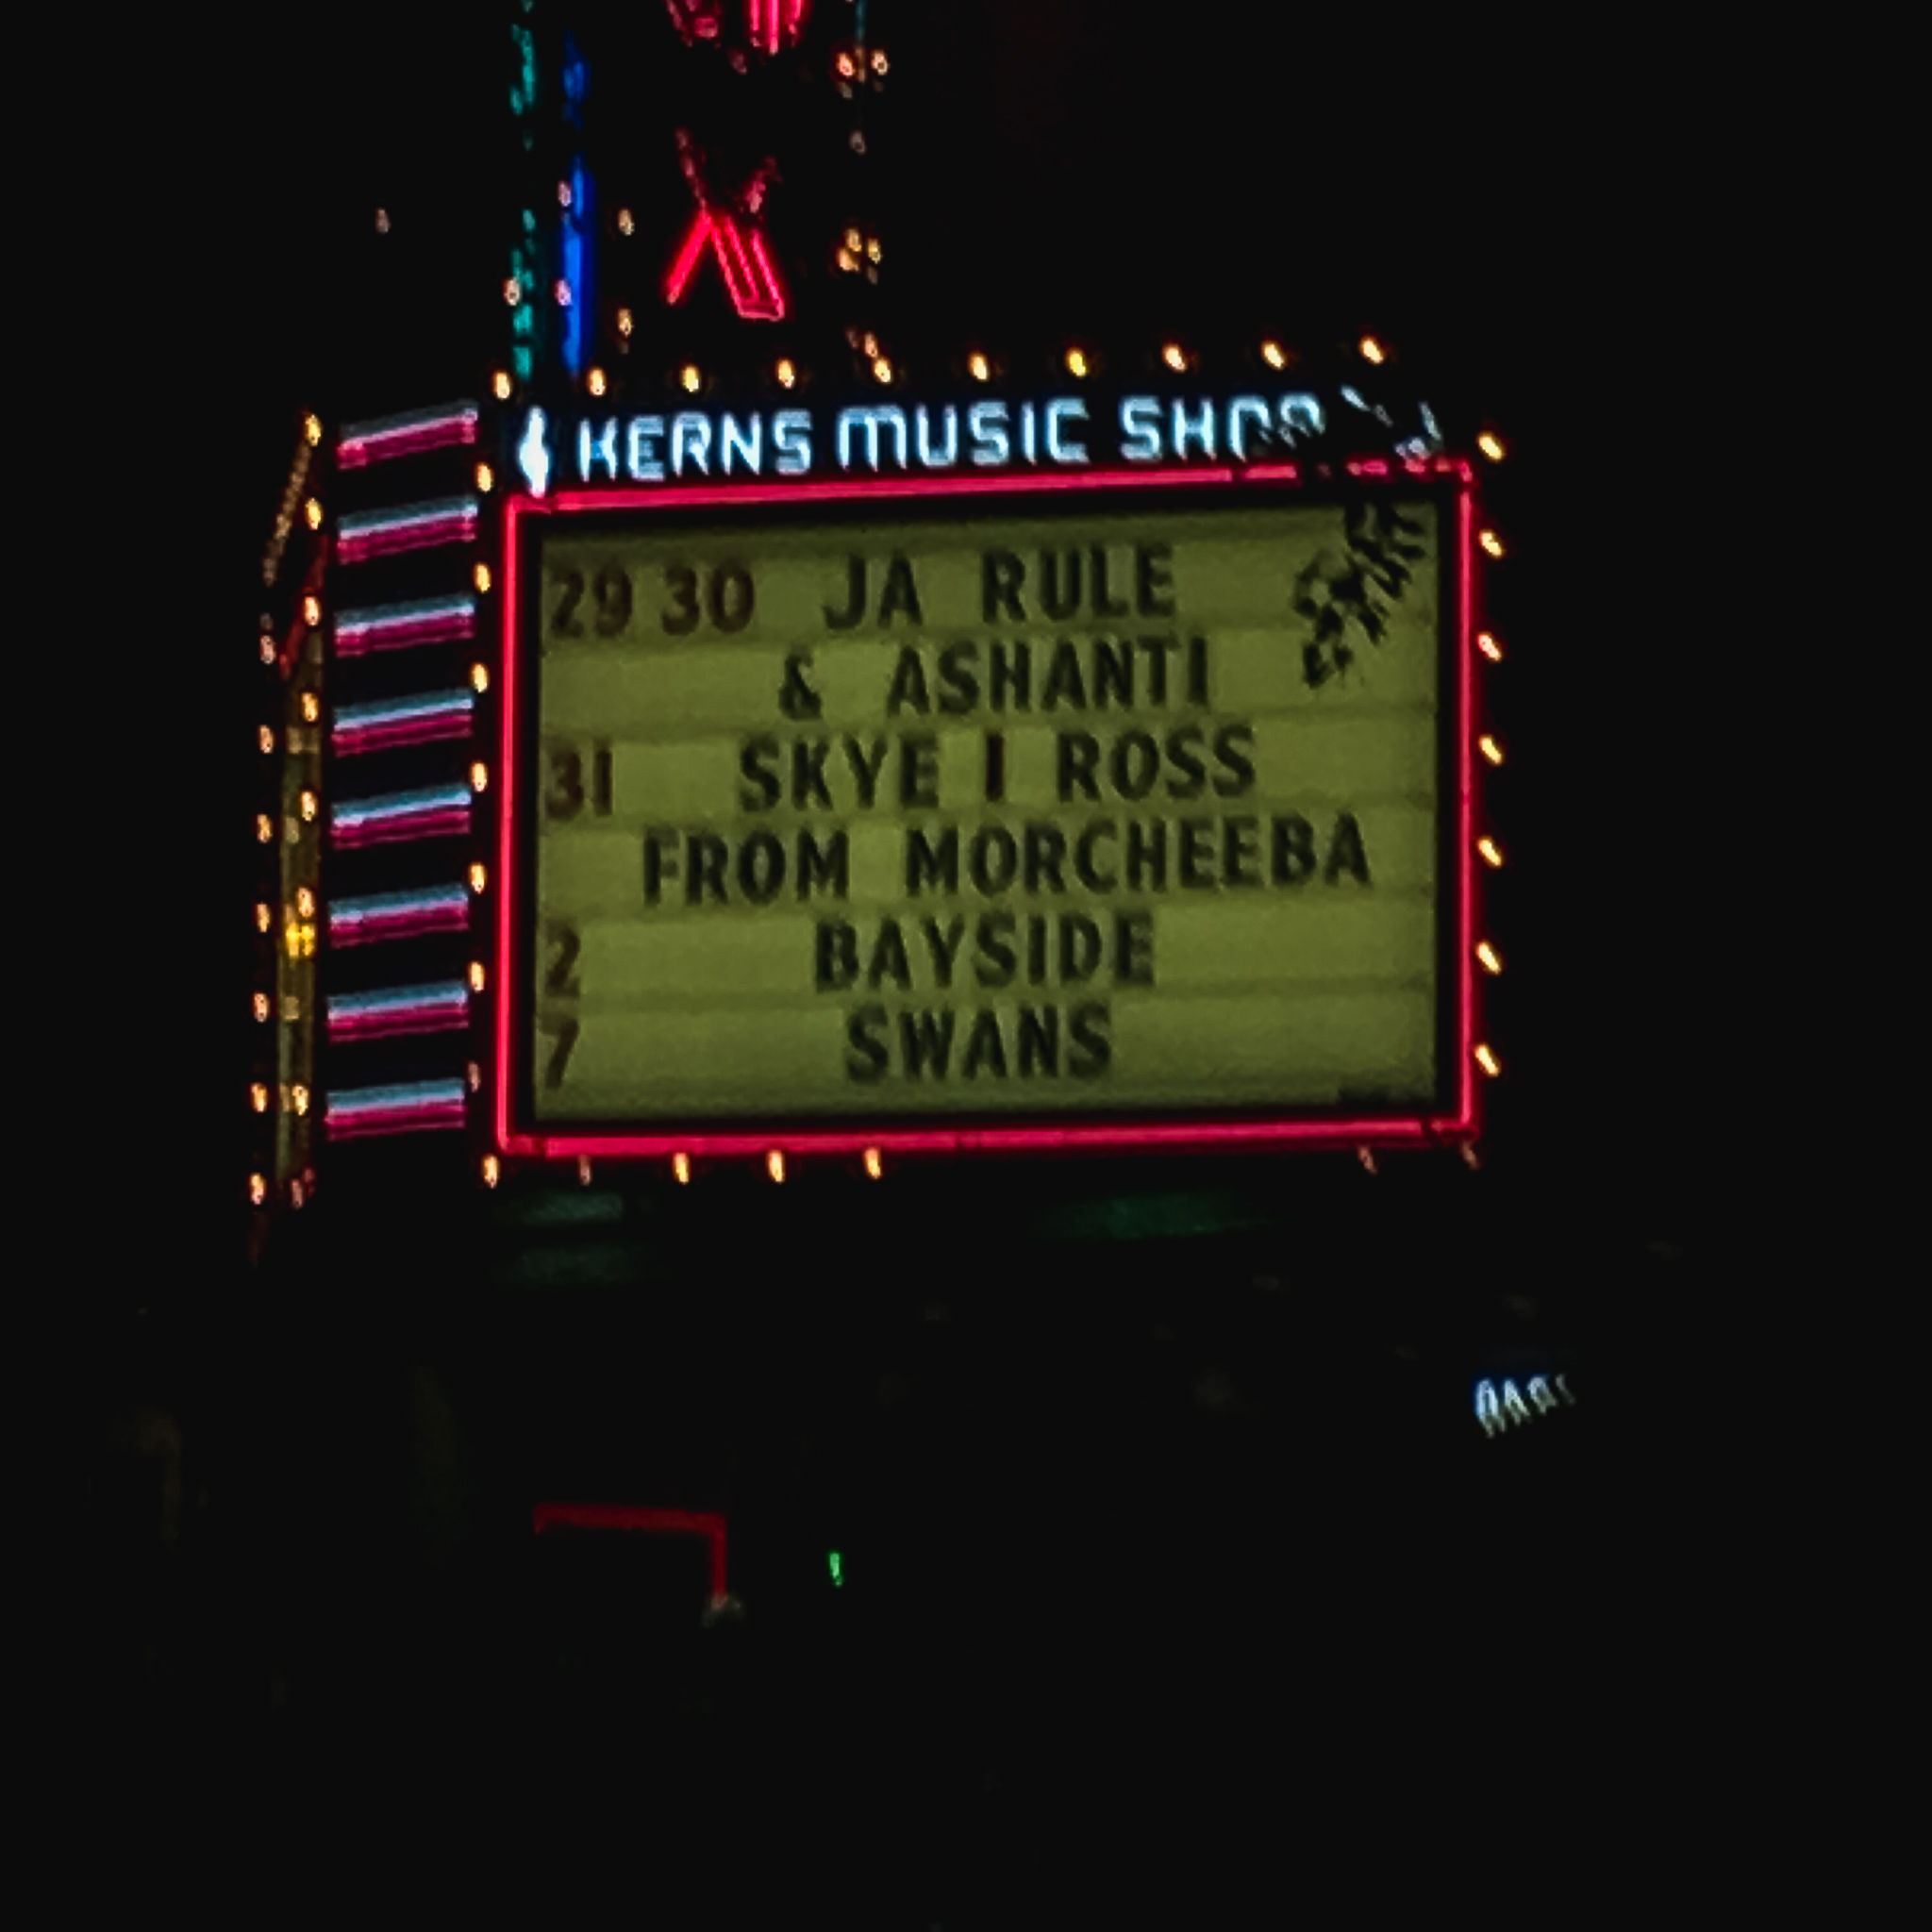 X
KERNS MUSIC SHOP
29 30 JA RULE
& ASHANTI
31 SKYE I ROSS
FROM MORCHEEBA
2 BAYSIDE
7 SWANS